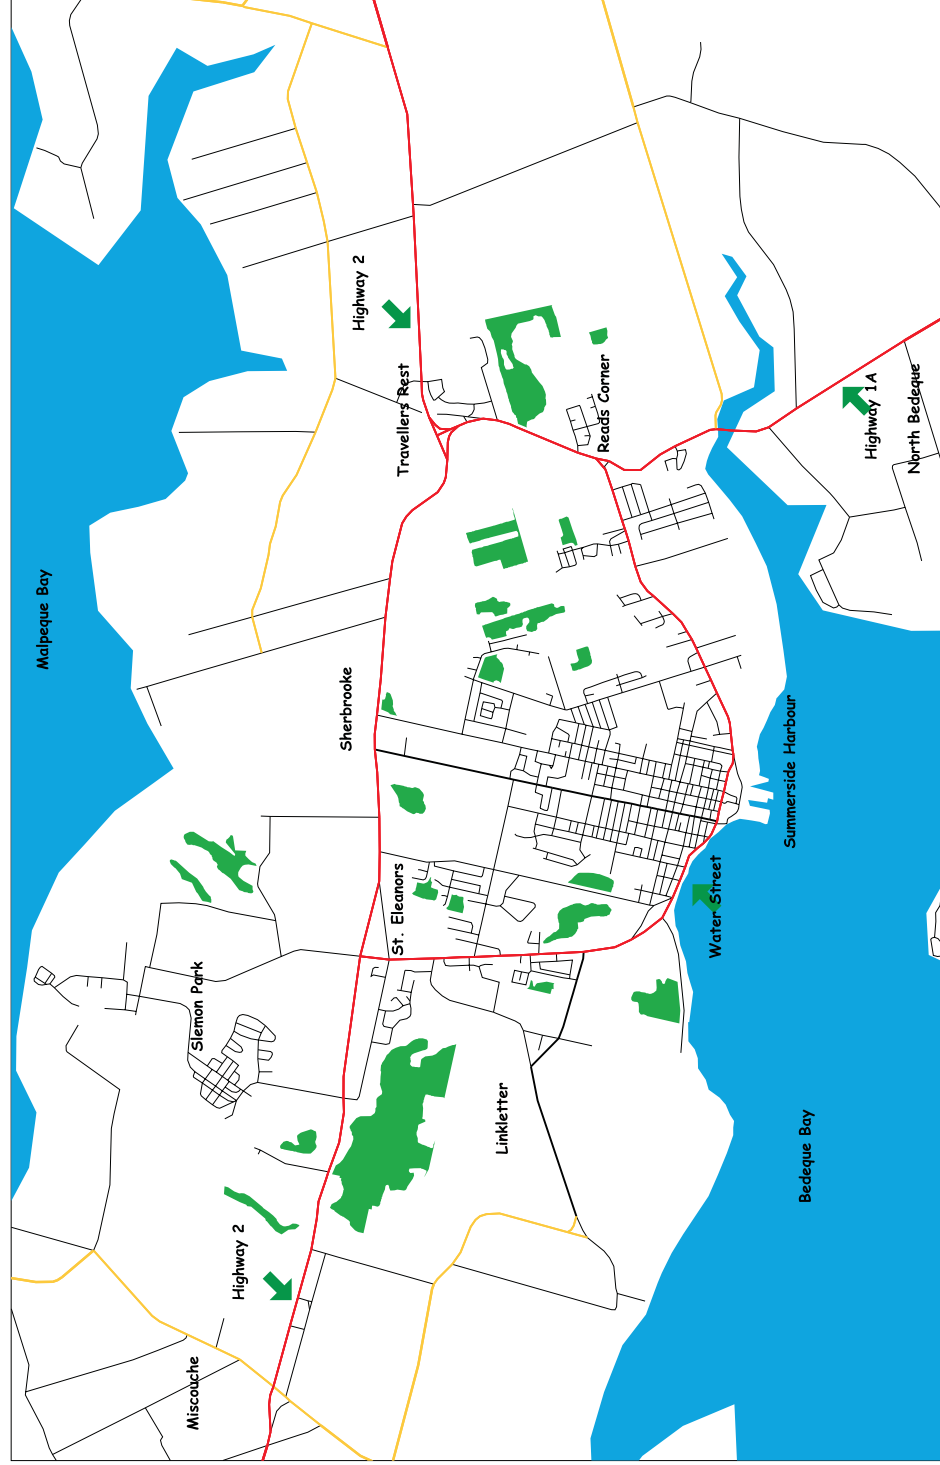 Malpeque Bay
Highway 2
Travellers Rest
Reads Corner
Highway 1A
North Bedeque
Sherbrooke
Summerside Harbour
St. Eleanors
Water Street
Slemon Park
Linkletter
Bedeque Bay
Highway 2
Miscouche